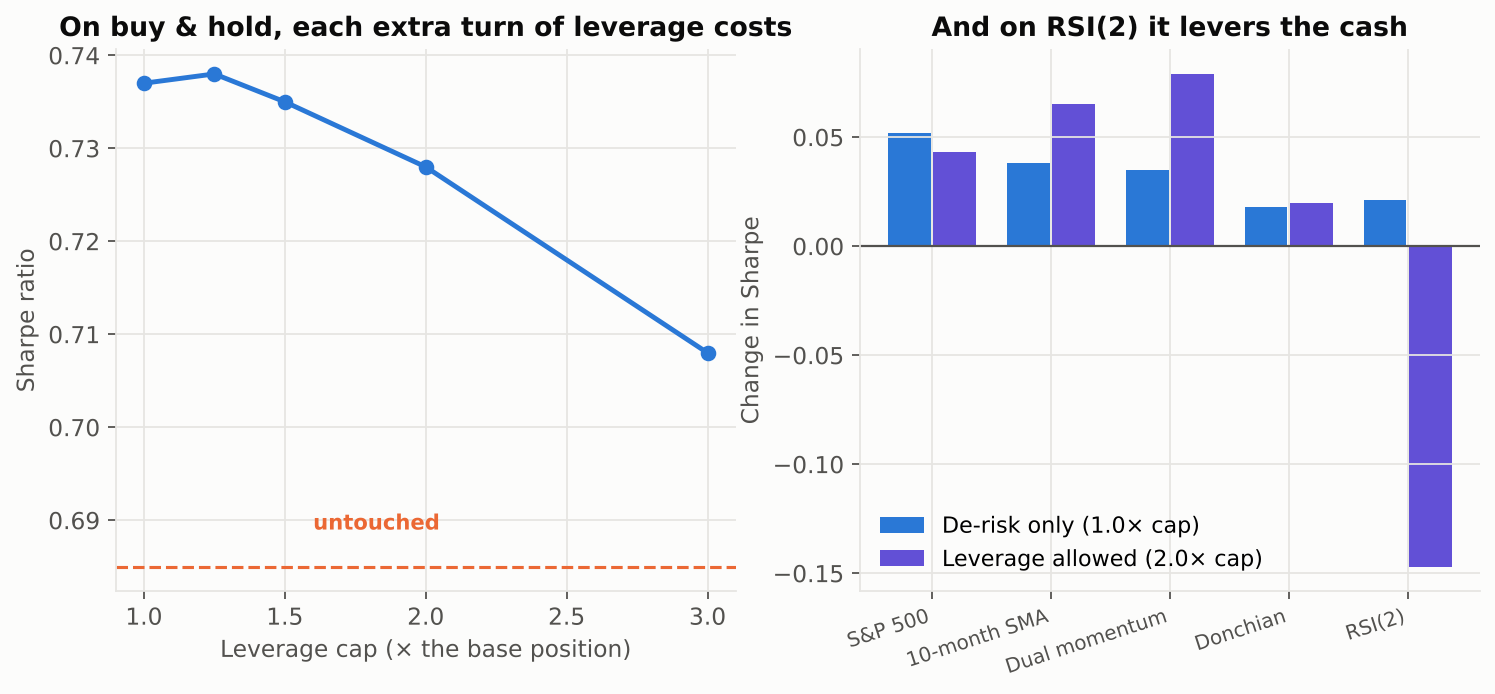 On buy & hold, each extra turn of leverage costs
0.74
0.73
0.72
0.71
0.70
0.69
Sharpe ratio
untouched
1.0 1.5 2.0 2.5 3.0
Leverage cap (× the base position)
And on RSI(2) it levers the cash
0.05
0.00
−0.05
−0.10
−0.15
Change in Sharpe
De-risk only (1.0× cap)
Leverage allowed (2.0× cap)
S&P 500
10-month SMA
Dual momentum
Donchian
RSI(2)